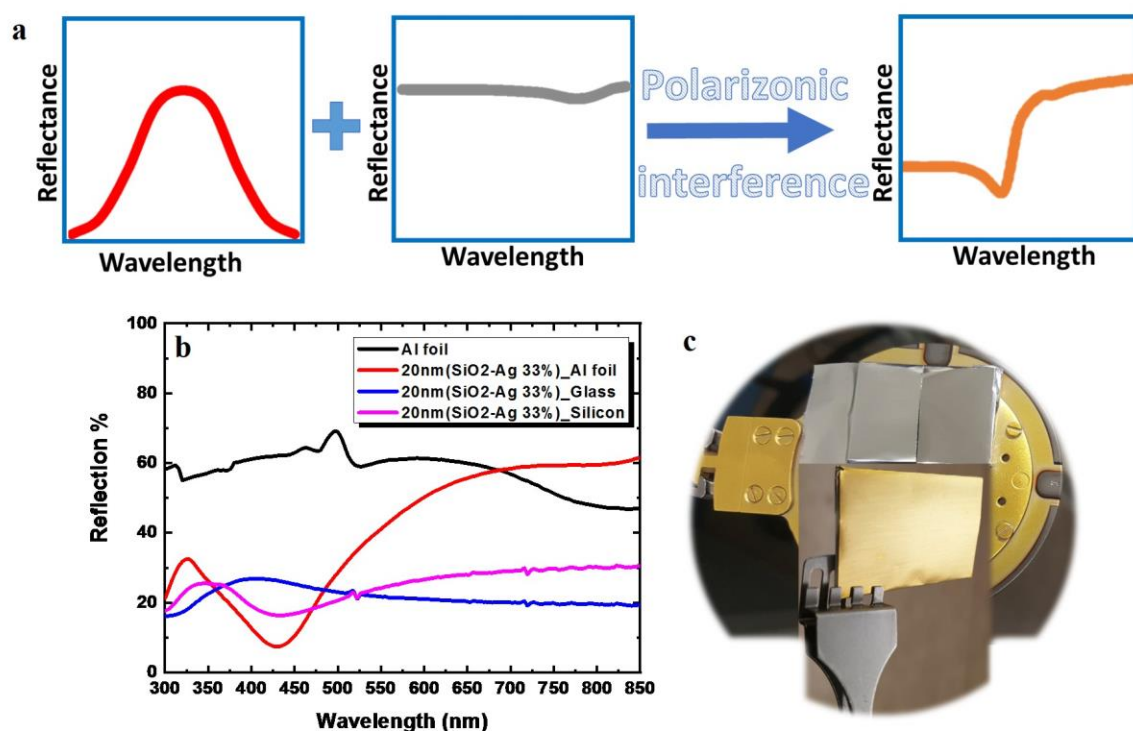 a
Reflectance
Wavelength
Reflectance
Wavelength
Polarizonic
interference
Reflectance
Wavelength
b
Al foil
20nm(SiO2-Ag 33%)_Al foil
20nm(SiO2-Ag 33%)_Glass
20nm(SiO2-Ag 33%)_Silicon
Reflection %
100
80
60
40
20
0
300 350 400 450 500 550 600 650 700 750 800 850
Wavelength (nm)
c